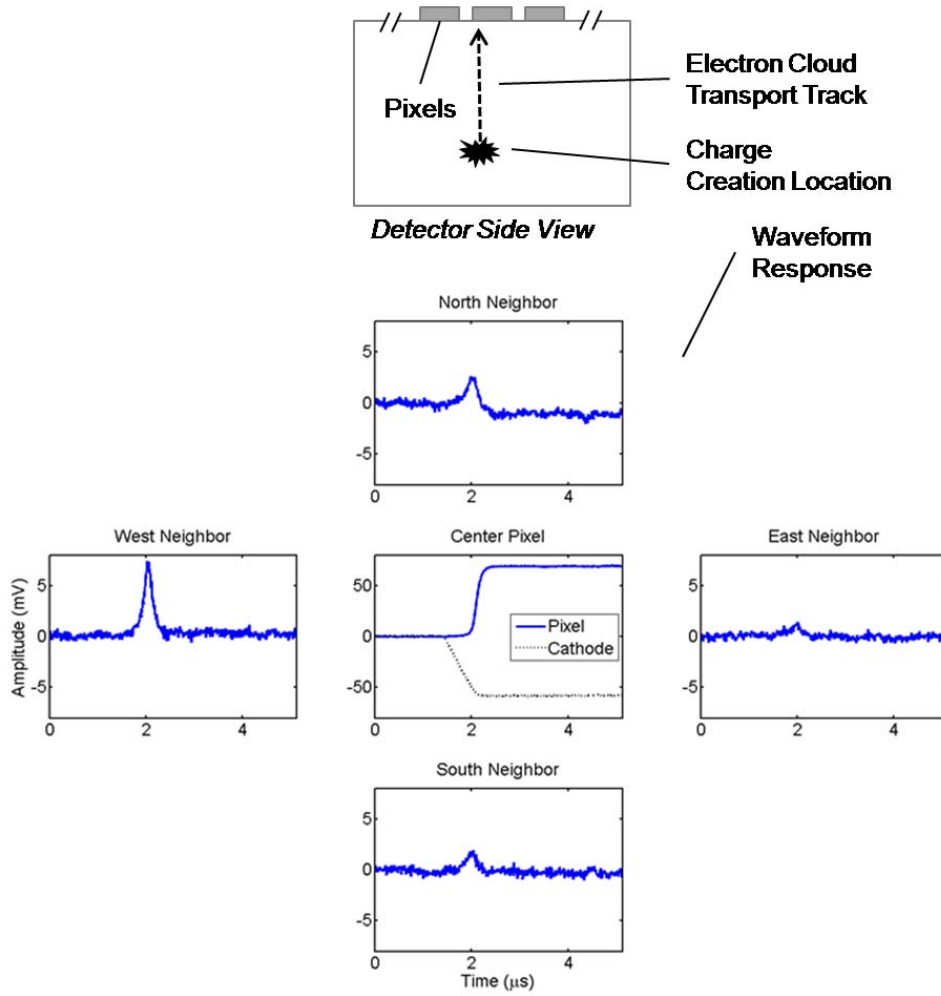 Pixels
Electron Cloud
Transport Track
Charge
Creation Location
Detector Side View
Waveform
Response
North Neighbor
5
0
-5
0 2 4
West Neighbor
Amplitude (mV)
5
0
-5
0 2 4
Center Pixel
50
0
-50
Pixel
Cathode
0 2 4
East Neighbor
5
0
-5
0 2 4
South Neighbor
5
0
-5
0 2 4
Time (μs)